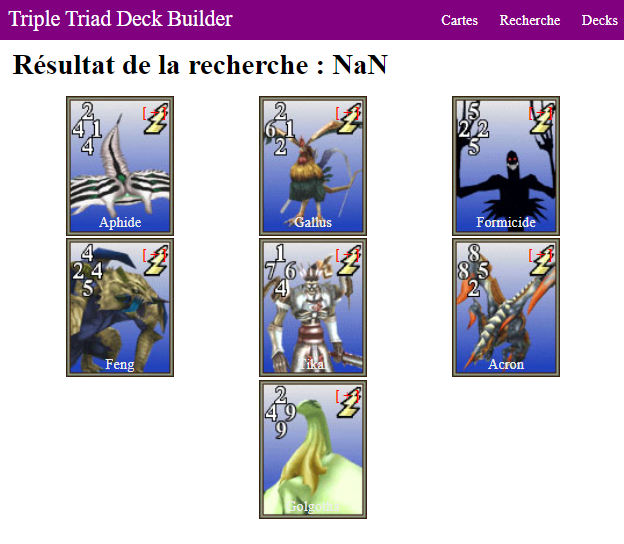 Triple Triad Deck Builder
Cartes Recherche Decks
Résultat de la recherche : NaN
2
4 1
4
Aphide
2
6 1
2
Gallus
5
2 2
5
Formicide
4
2 4
5
Feng
1
7 6
4
Tika
8
8 5
2
Acron
2
4 9
9